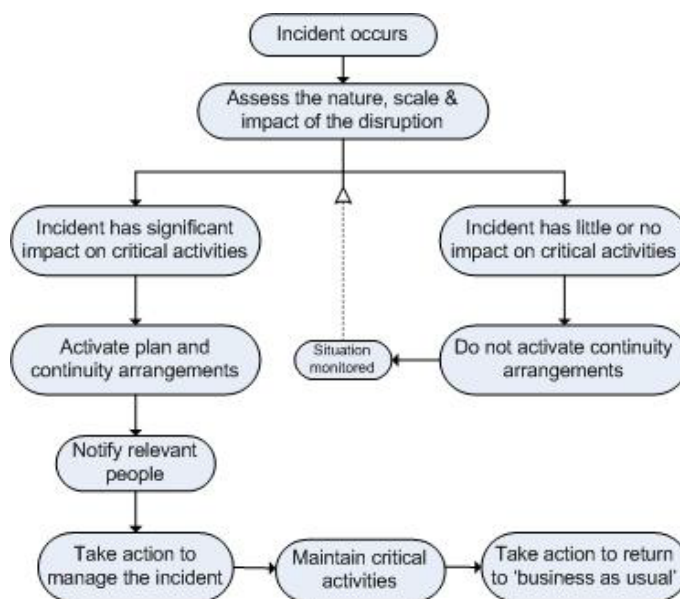 Incident occurs
Assess the nature, scale &
impact of the disruption
Incident has significant
impact on critical activities
Incident has little or no
impact on critical activities
Activate plan and
continuity arrangements
Situation
monitored
Do not activate continuity
arrangements
Notify relevant
people
Take action to
manage the incident
Maintain critical
activities
Take action to return
to 'business as usual'